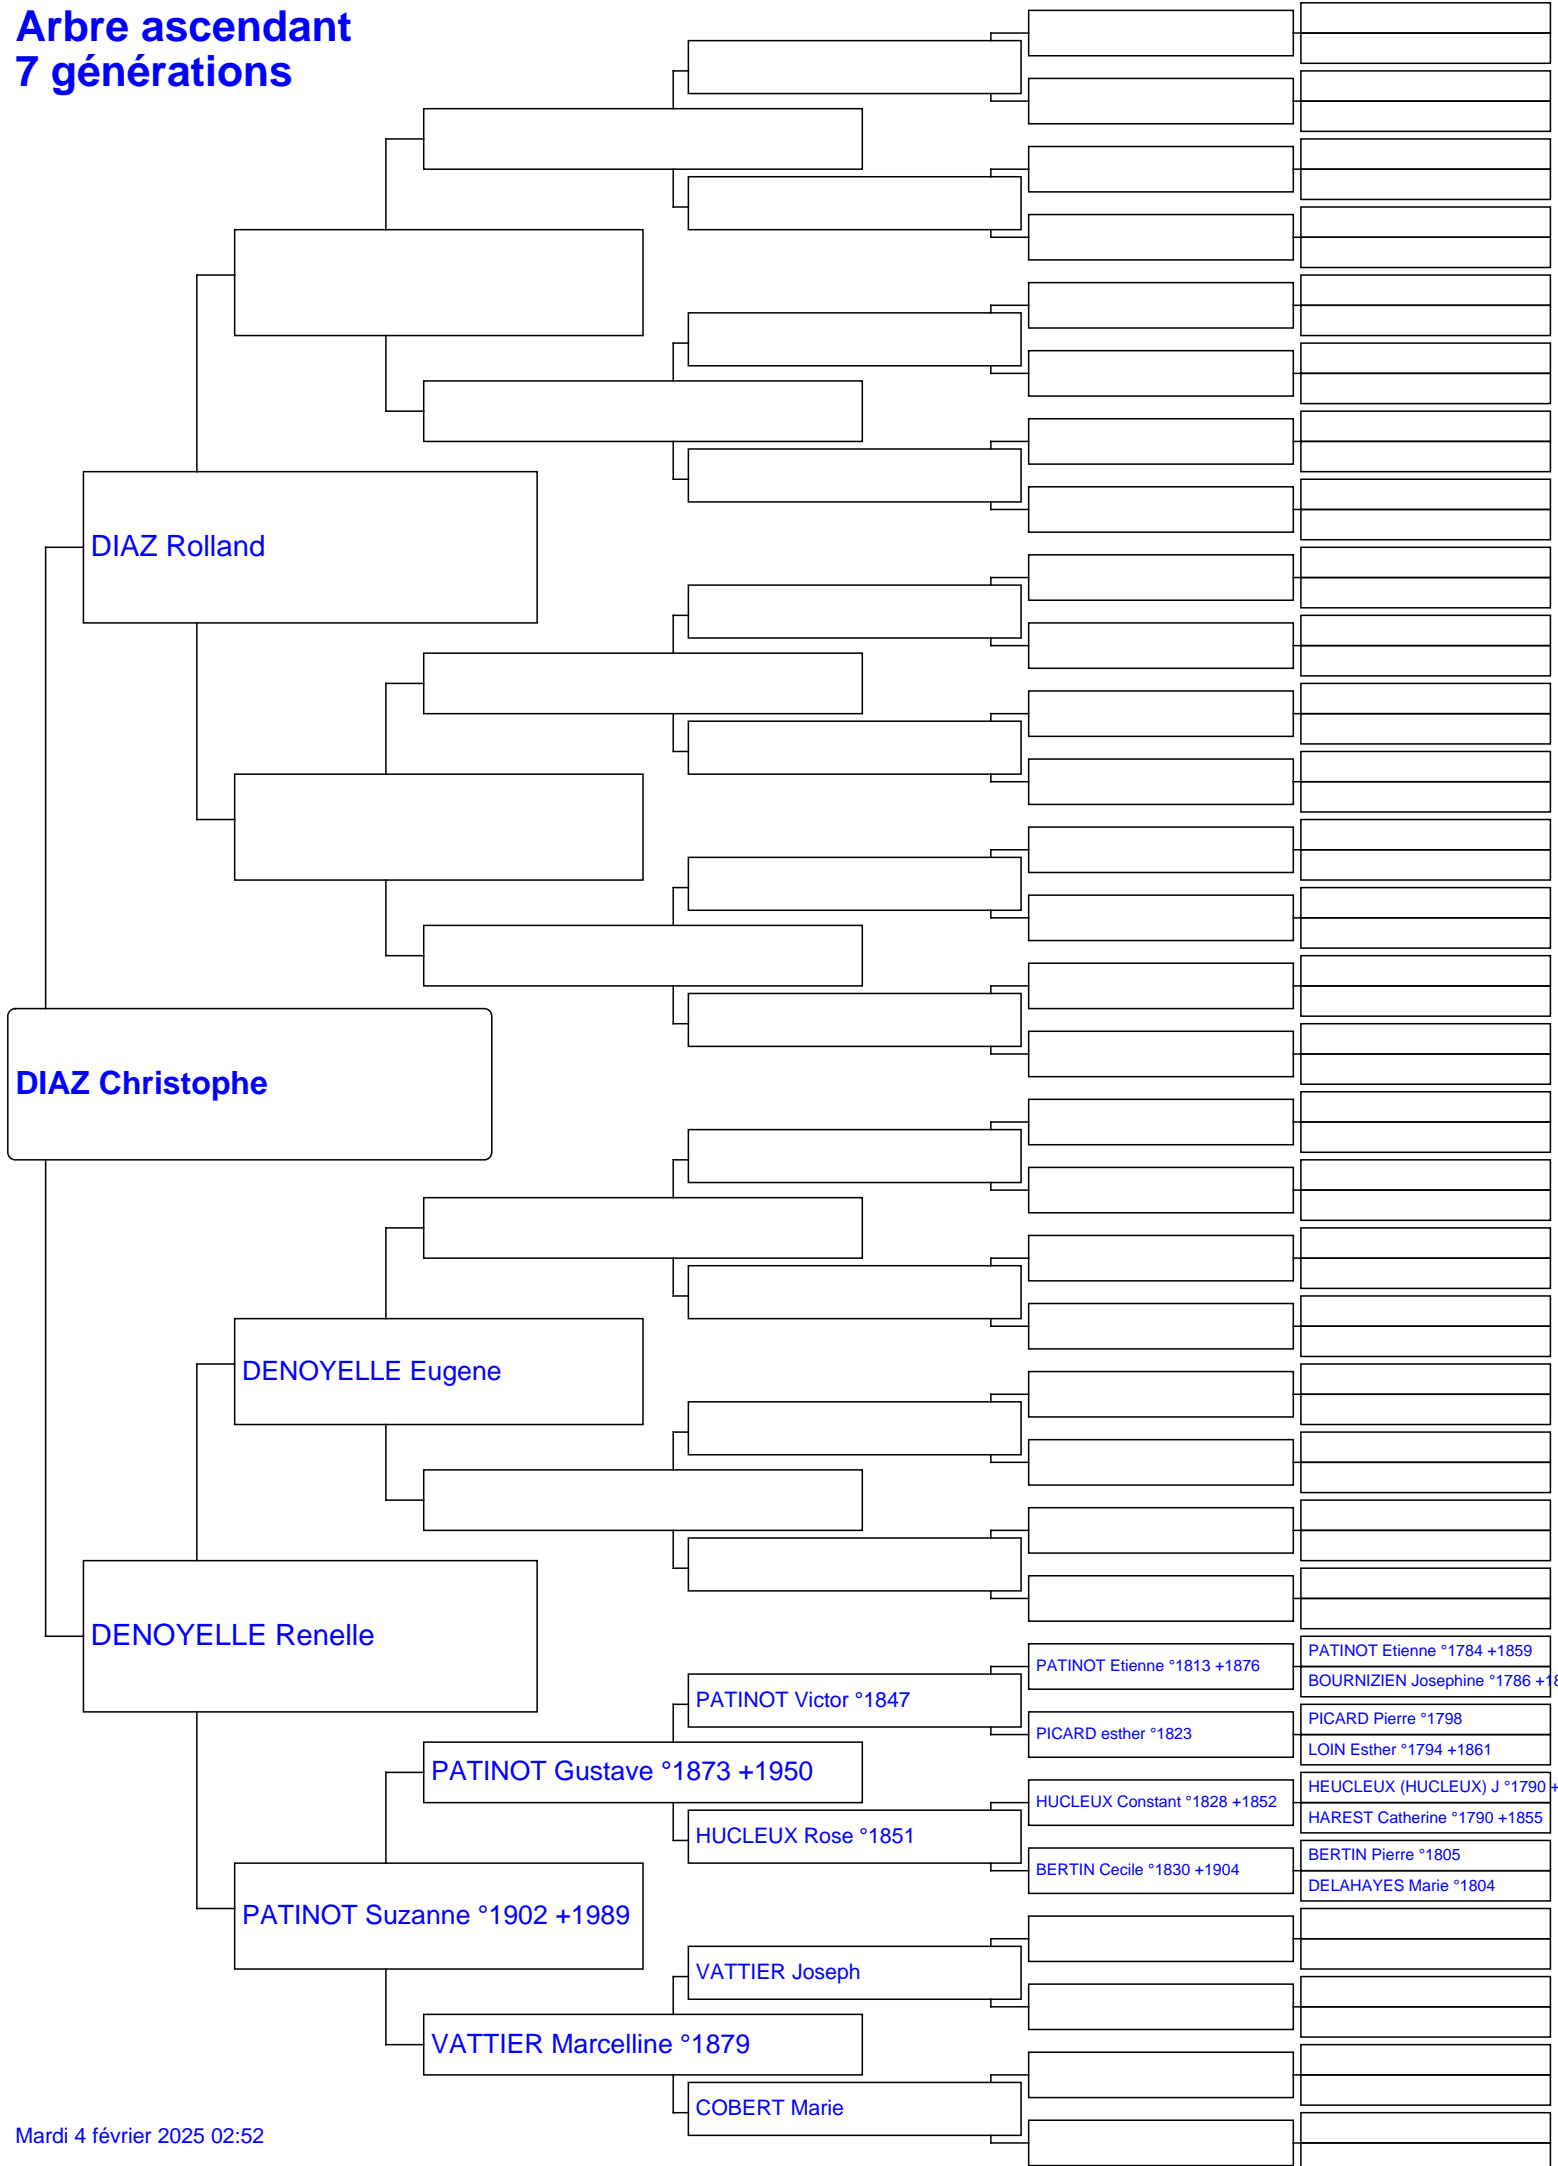 Arbre ascendant
7 générations
DIAZ Rolland
DIAZ Christophe
DENOYELLE Eugene
DENOYELLE Renelle
PATINOT Etienne °1784 +1859
PATINOT Etienne °1813 +1876
BOURNIZIEN Josephine °1786 +18
PATINOT Victor °1847
PICARD Pierre °1798
PICARD esther °1823
LOIN Esther °1794 +1861
PATINOT Gustave °1873 +1950
HEUCLEUX (HUCLEUX) J °1790 +
HUCLEUX Constant °1828 +1852
HAREST Catherine °1790 +1855
HUCLEUX Rose °1851
BERTIN Pierre °1805
BERTIN Cecile °1830 +1904
DELAHAYES Marie °1804
PATINOT Suzanne °1902 +1989
VATTIER Joseph
VATTIER Marcelline °1879
COBERT Marie
Mardi 4 février 2025 02:52